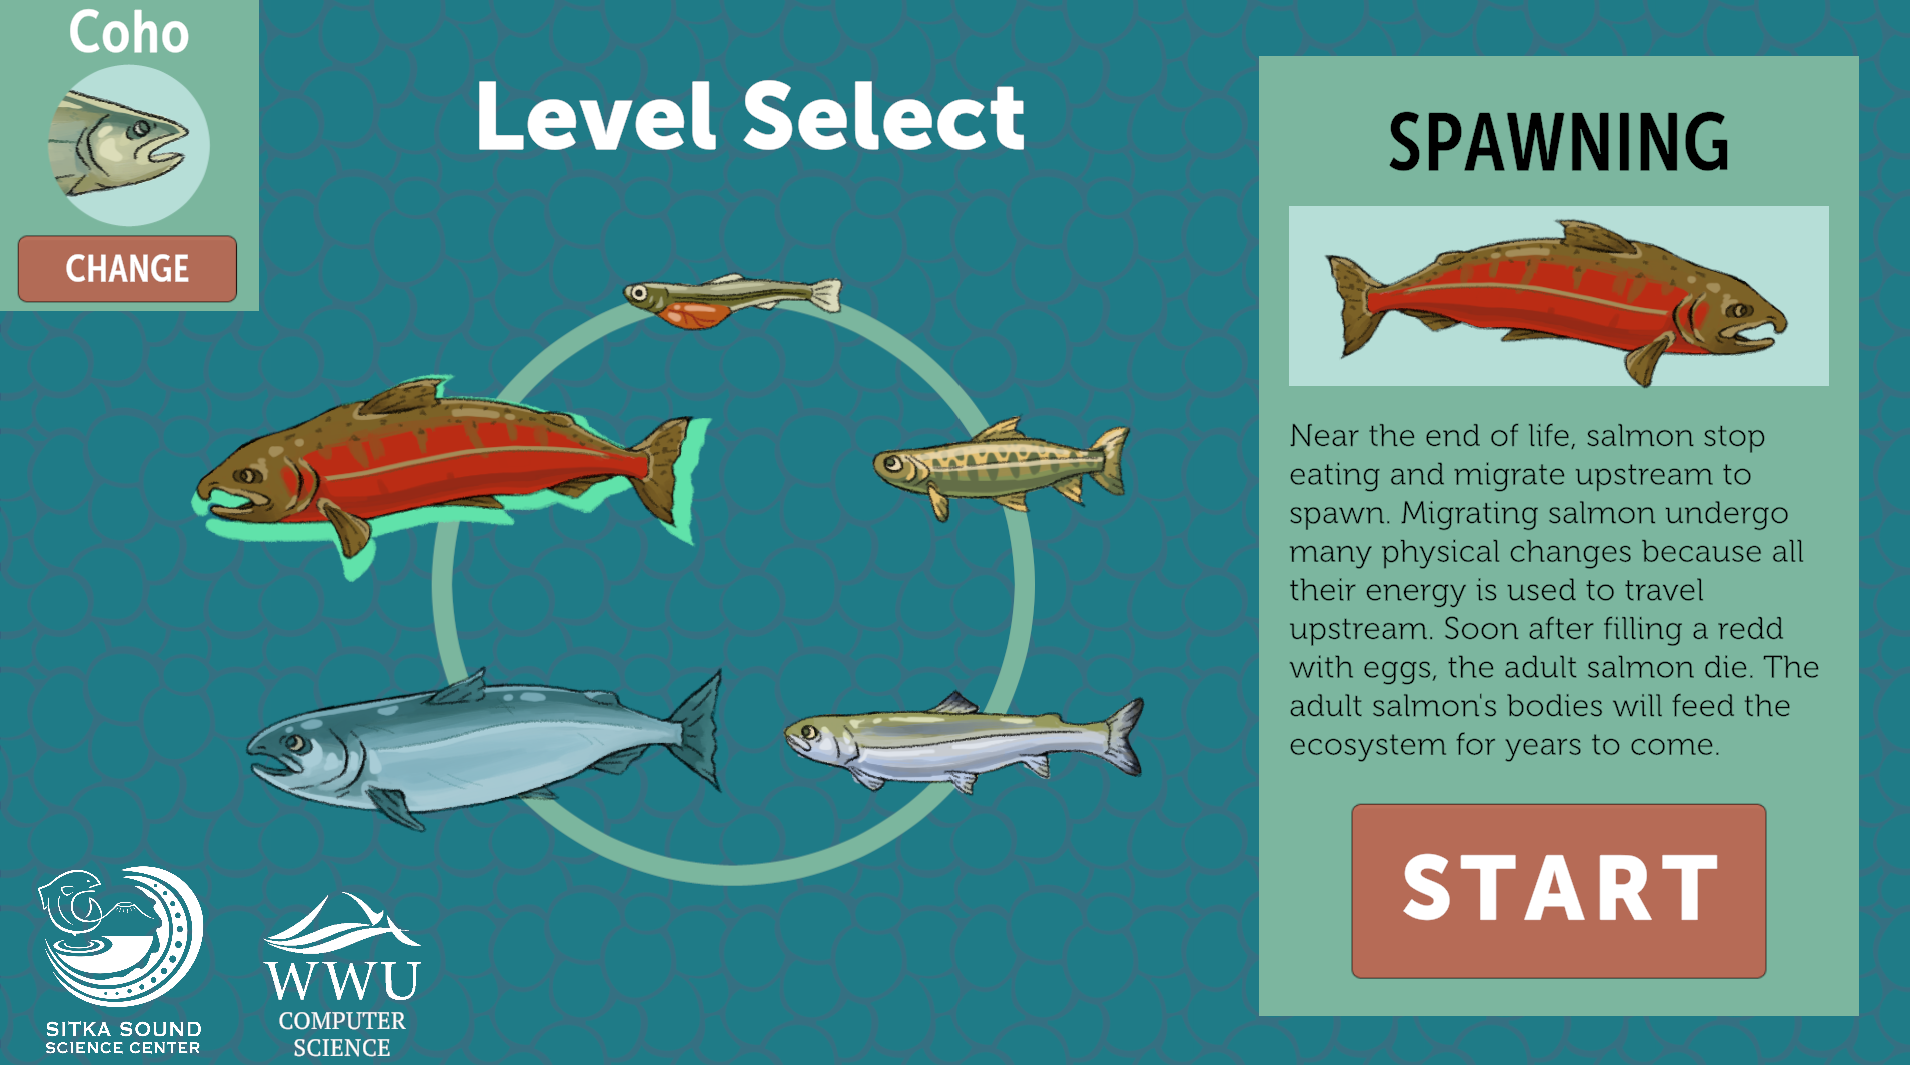 Coho
CHANGE
Level Select
SPAWNING
Near the end of life, salmon stop
eating and migrate upstream to
spawn. Migrating salmon undergo
many physical changes because all
their energy is used to travel
upstream. Soon after filling a redd
with eggs, the adult salmon die. The
adult salmon's bodies will feed the
ecosystem for years to come.
START
SITKA SOUND
SCIENCE CENTER
WWU
COMPUTER
SCIENCE